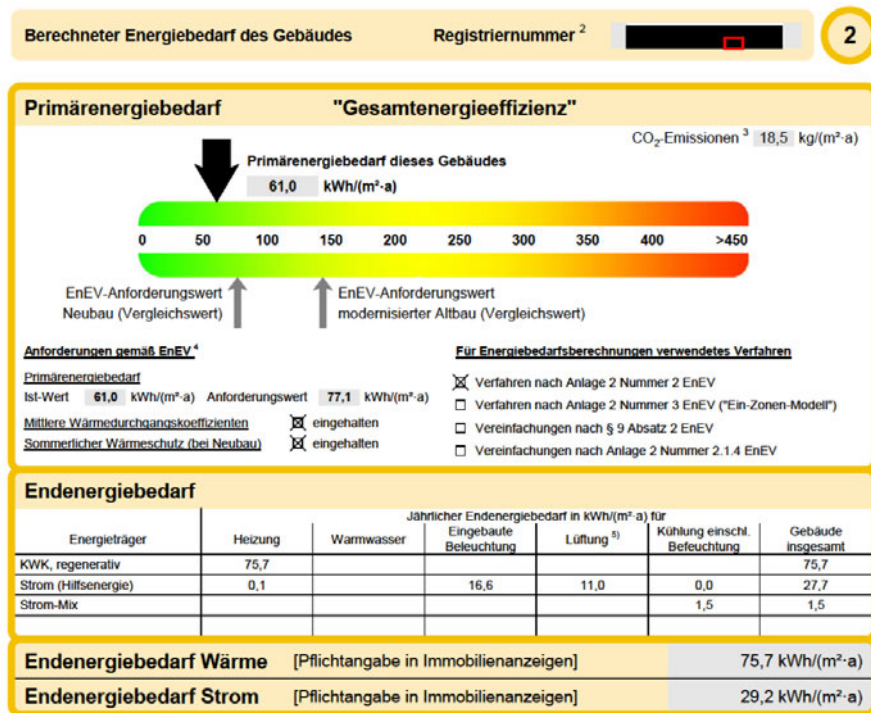 Berechneter Energiebedarf des Gebäudes Registriernummer ² 2
Primärenergiebedarf "Gesamtenergieeffizienz"
CO₂-Emissionen ³ 18,5 kg/(m²·a)
Primärenergiebedarf dieses Gebäudes
61,0 kWh/(m²·a)
0 50 100 150 200 250 300 350 400 >450
EnEV-Anforderungswert
Neubau (Vergleichswert)
EnEV-Anforderungswert
modernisierter Altbau (Vergleichswert)
Anforderungen gemäß EnEV ⁴
Primärenergiebedarf
Ist-Wert 61,0 kWh/(m²·a) Anforderungswert 77,1 kWh/(m²·a)
Mittlere Wärmedurchgangskoeffizienten ☒ eingehalten
Sommerlicher Wärmeschutz (bei Neubau) ☒ eingehalten
Für Energiebedarfsberechnungen verwendetes Verfahren
☒ Verfahren nach Anlage 2 Nummer 2 EnEV
☐ Verfahren nach Anlage 2 Nummer 3 EnEV ("Ein-Zonen-Modell")
☐ Vereinfachungen nach § 9 Absatz 2 EnEV
☐ Vereinfachungen nach Anlage 2 Nummer 2.1.4 EnEV
Endenergiebedarf
Jährlicher Endenergiebedarf in kWh/(m²·a) für
Energieträger Heizung Warmwasser Eingebaute Beleuchtung Lüftung ⁵⁾ Kühlung einschl. Befeuchtung Gebäude insgesamt
KWK, regenerativ 75,7 75,7
Strom (Hilfsenergie) 0,1 16,6 11,0 0,0 27,7
Strom-Mix 1,5 1,5
Endenergiebedarf Wärme [Pflichtangabe in Immobilienanzeigen] 75,7 kWh/(m²·a)
Endenergiebedarf Strom [Pflichtangabe in Immobilienanzeigen] 29,2 kWh/(m²·a)